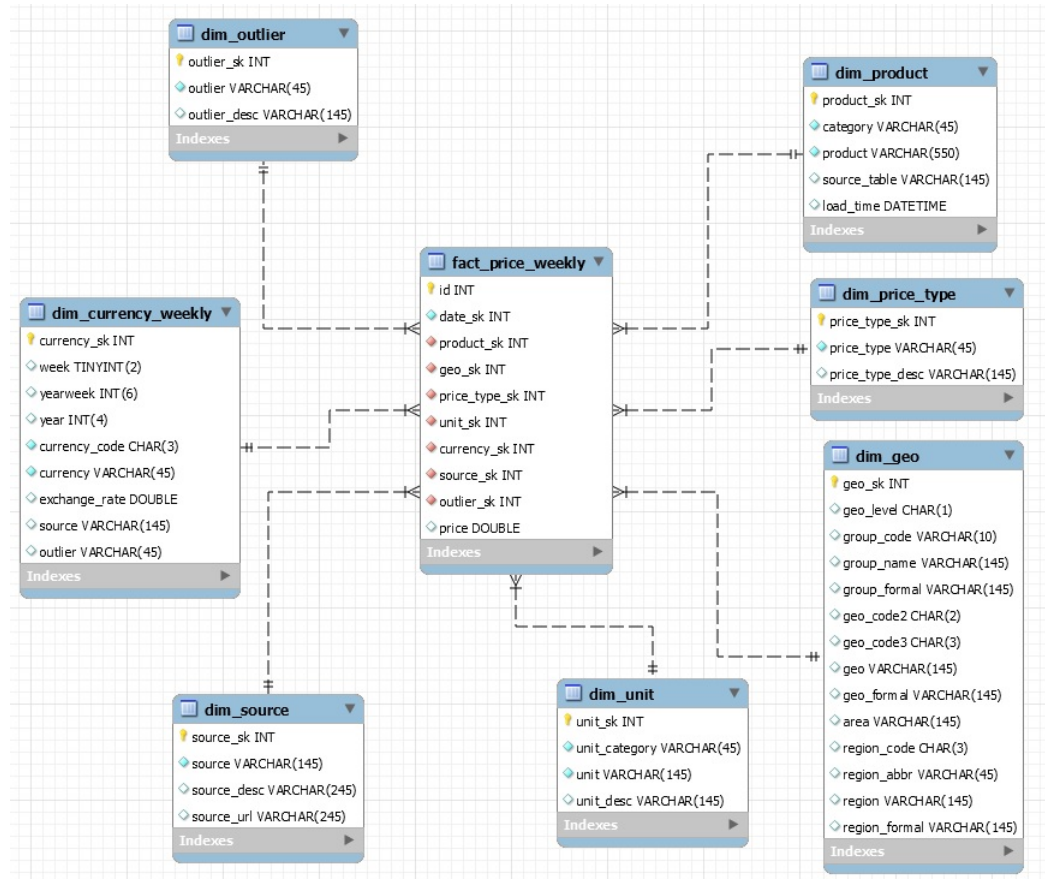 dim_outlier
outlier_sk INT
outlier VARCHAR(45)
outlier_desc VARCHAR(145)
Indexes
dim_product
product_sk INT
category VARCHAR(45)
product VARCHAR(550)
source_table VARCHAR(145)
load_time DATETIME
Indexes
fact_price_weekly
id INT
date_sk INT
product_sk INT
geo_sk INT
price_type_sk INT
unit_sk INT
currency_sk INT
source_sk INT
outlier_sk INT
price DOUBLE
Indexes
dim_price_type
price_type_sk INT
price_type VARCHAR(45)
price_type_desc VARCHAR(145)
Indexes
dim_currency_weekly
currency_sk INT
week TINYINT(2)
yearweek INT(6)
year INT(4)
currency_code CHAR(3)
currency VARCHAR(45)
exchange_rate DOUBLE
source VARCHAR(145)
outlier VARCHAR(45)
Indexes
dim_geo
geo_sk INT
geo_level CHAR(1)
group_code VARCHAR(10)
group_name VARCHAR(145)
group_formal VARCHAR(145)
geo_code2 CHAR(2)
geo_code3 CHAR(3)
geo VARCHAR(145)
geo_formal VARCHAR(145)
area VARCHAR(145)
region_code CHAR(3)
region_abbr VARCHAR(45)
region VARCHAR(145)
region_formal VARCHAR(145)
Indexes
dim_source
source_sk INT
source VARCHAR(145)
source_desc VARCHAR(245)
source_url VARCHAR(245)
Indexes
dim_unit
unit_sk INT
unit_category VARCHAR(45)
unit VARCHAR(145)
unit_desc VARCHAR(145)
Indexes